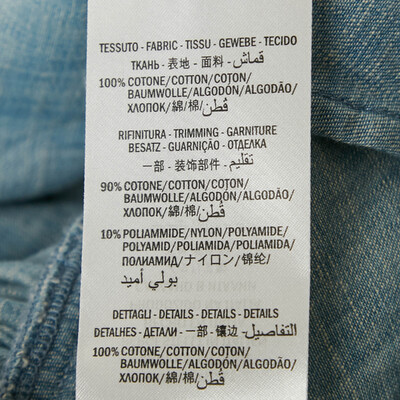 TESSUTO - FABRIC - TISSU - GEWEBE - TECIDO
ТКАНЬ - 表地 - 面料 - قماش
100% COTONE/COTTON/COTON/
BAUMWOLLE/ALGODÓN/ALGODÃO/
ХЛОПОК/綿/棉/قطن
RIFINITURA - TRIMMING - GARNITURE
BESATZ - GUARNIÇÃO - ОТДЕЛКА
一部 - 装饰部件 - تقليم
90% COTONE/COTTON/COTON/
BAUMWOLLE/ALGODÓN/ALGODÃO/
ХЛОПОК/綿/棉/قطن
10% POLIAMMIDE/NYLON/POLYAMIDE/
POLYAMID/POLIAMIDA/POLIAMIDA/
ПОЛИАМИД/ナイロン/锦纶/
بولي أميد
DETTAGLI - DETAILS - DETAILS - DETAILS
DETALHES - ДЕТАЛИ - 一部 - 镶边 - التفاصيل
100% COTONE/COTTON/COTON/
BAUMWOLLE/ALGODÓN/ALGODÃO/
ХЛОПОК/綿/棉/قطن